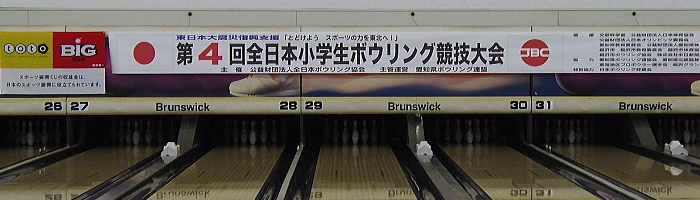 toto
BIG
スポーツ振興くじの収益金は、
日本のスポーツ振興に役立てられています。
東日本大震災復興支援 「とどけよう スポーツの力を東北へ!」
第4回全日本小学生ボウリング競技大会
主催 公益財団法人全日本ボウリング協会 主管運営 愛知県ボウリング連盟
JBC
26 27 Brunswick 28 29 Brunswick 30 31 Brunswick
Brunswick Brunswick Brunswick